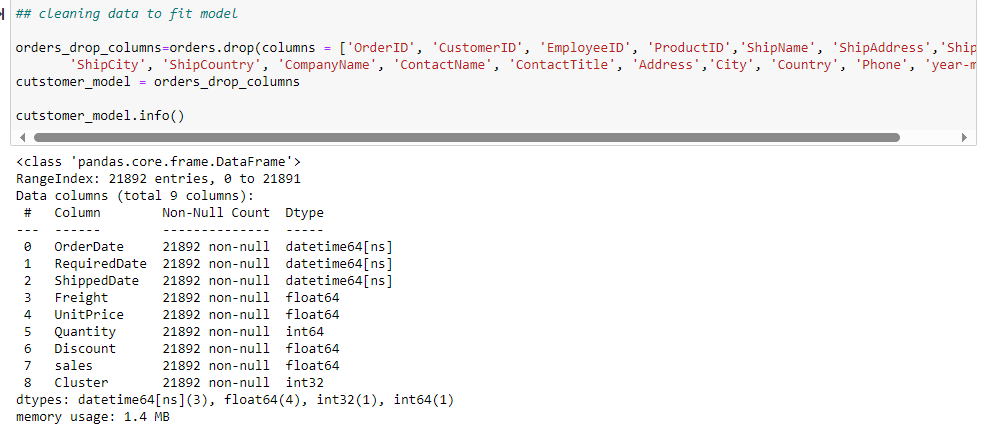 ## cleaning data to fit model
orders_drop_columns=orders.drop(columns = ['OrderID', 'CustomerID', 'EmployeeID', 'ProductID','ShipName', 'ShipAddress','Ship
'ShipCity', 'ShipCountry', 'CompanyName', 'ContactName', 'ContactTitle', 'Address','City', 'Country', 'Phone', 'year-m
cutstomer_model = orders_drop_columns
cutstomer_model.info()
<class 'pandas.core.frame.DataFrame'>
RangeIndex: 21892 entries, 0 to 21891
Data columns (total 9 columns):
#   Column        Non-Null Count  Dtype
---  ------        --------------  -----
0   OrderDate     21892 non-null  datetime64[ns]
1   RequiredDate  21892 non-null  datetime64[ns]
2   ShippedDate   21892 non-null  datetime64[ns]
3   Freight       21892 non-null  float64
4   UnitPrice     21892 non-null  float64
5   Quantity      21892 non-null  int64
6   Discount      21892 non-null  float64
7   sales         21892 non-null  float64
8   Cluster       21892 non-null  int32
dtypes: datetime64[ns](3), float64(4), int32(1), int64(1)
memory usage: 1.4 MB